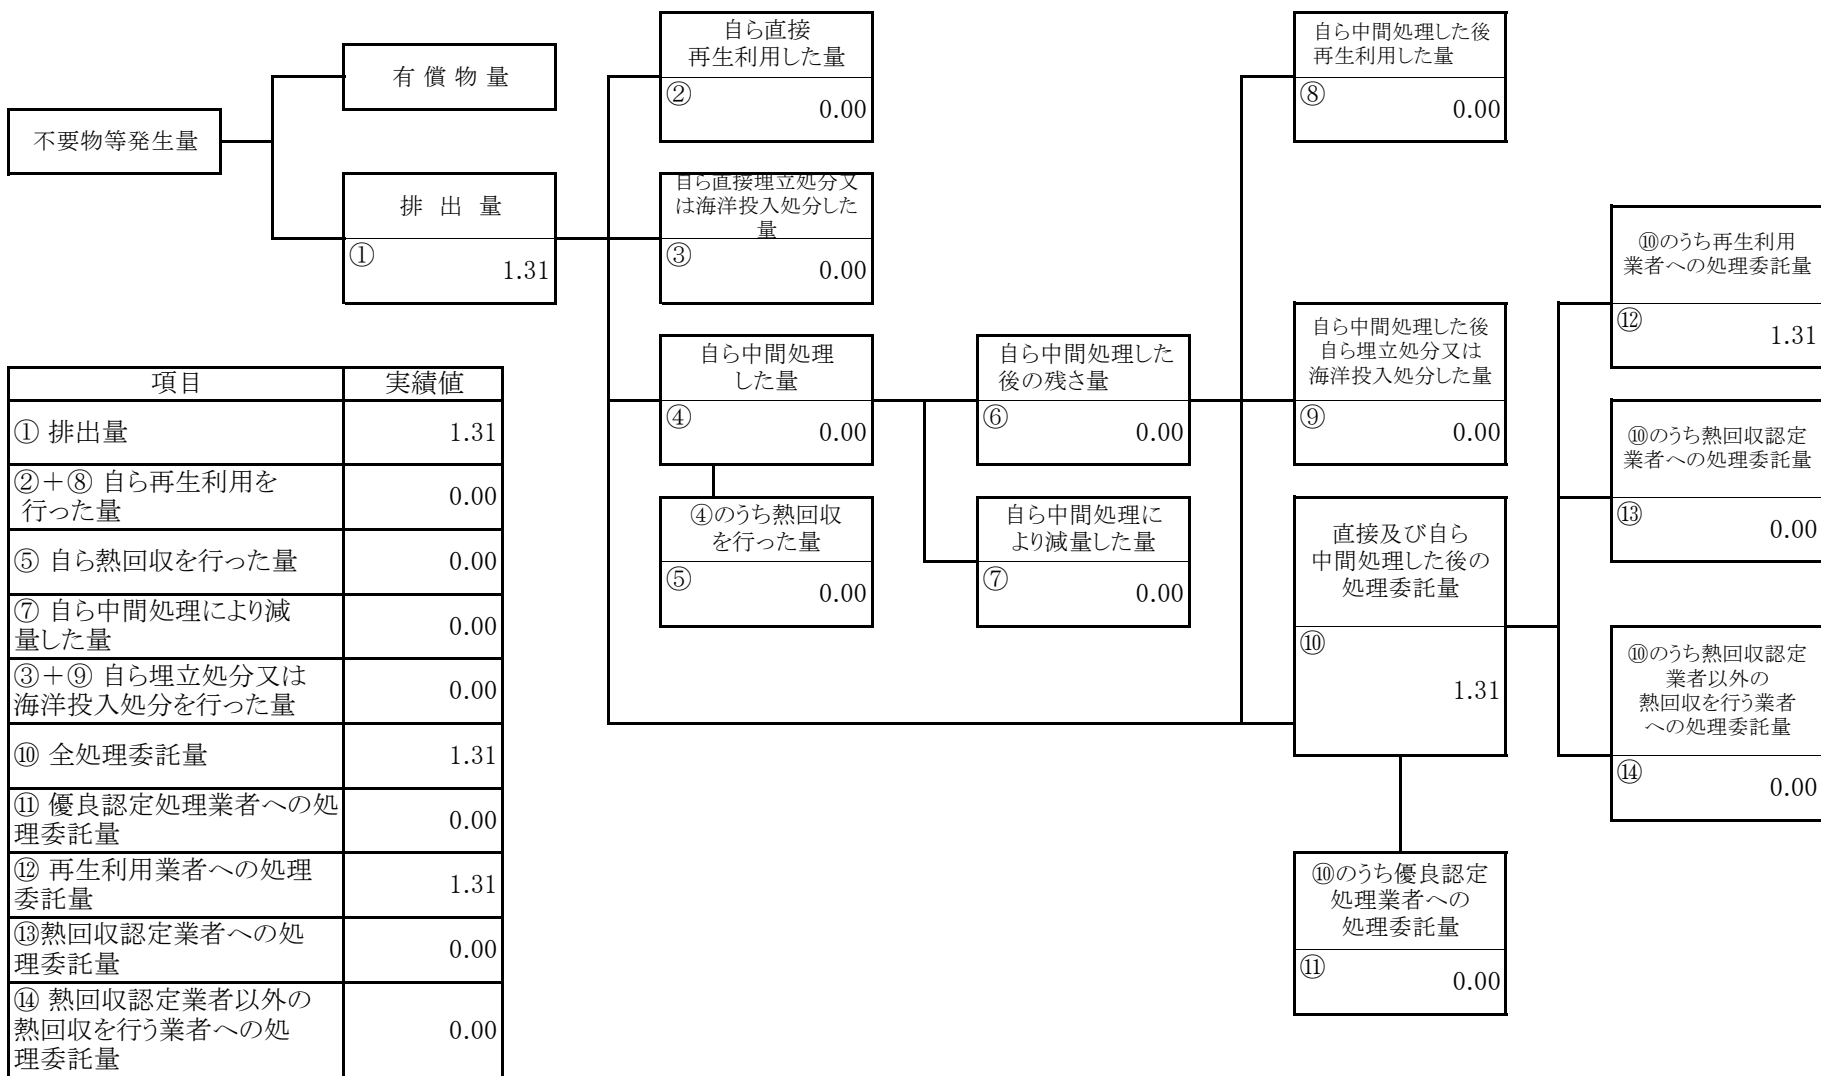 不要物等発生量
有償物量
排出量
①
1.31
自ら直接
再生利用した量
②
0.00
自ら直接埋立処分又
は海洋投入処分した
量
③
0.00
自ら中間処理
した量
④
0.00
④のうち熱回収
を行った量
⑤
0.00
自ら中間処理した
後の残さ量
⑥
0.00
自ら中間処理に
より減量した量
⑦
0.00
自ら中間処理した後
再生利用した量
⑧
0.00
自ら中間処理した後
自ら埋立処分又は
海洋投入処分した量
⑨
0.00
直接及び自ら
中間処理した後の
処理委託量
⑩
1.31
⑩のうち優良認定
処理業者への
処理委託量
⑪
0.00
⑩のうち再生利用
業者への処理委託量
⑫
1.31
⑩のうち熱回収認定
業者への処理委託量
⑬
0.00
⑩のうち熱回収認定
業者以外の
熱回収を行う業者
への処理委託量
⑭
0.00
項目 実績値
① 排出量 1.31
②+⑧ 自ら再生利用を
行った量 0.00
⑤ 自ら熱回収を行った量 0.00
⑦ 自ら中間処理により減
量した量 0.00
③+⑨ 自ら埋立処分又は
海洋投入処分を行った量 0.00
⑩ 全処理委託量 1.31
⑪ 優良認定処理業者への処
理委託量 0.00
⑫ 再生利用業者への処理
委託量 1.31
⑬熱回収認定業者への処
理委託量 0.00
⑭ 熱回収認定業者以外の
熱回収を行う業者への処
理委託量 0.00